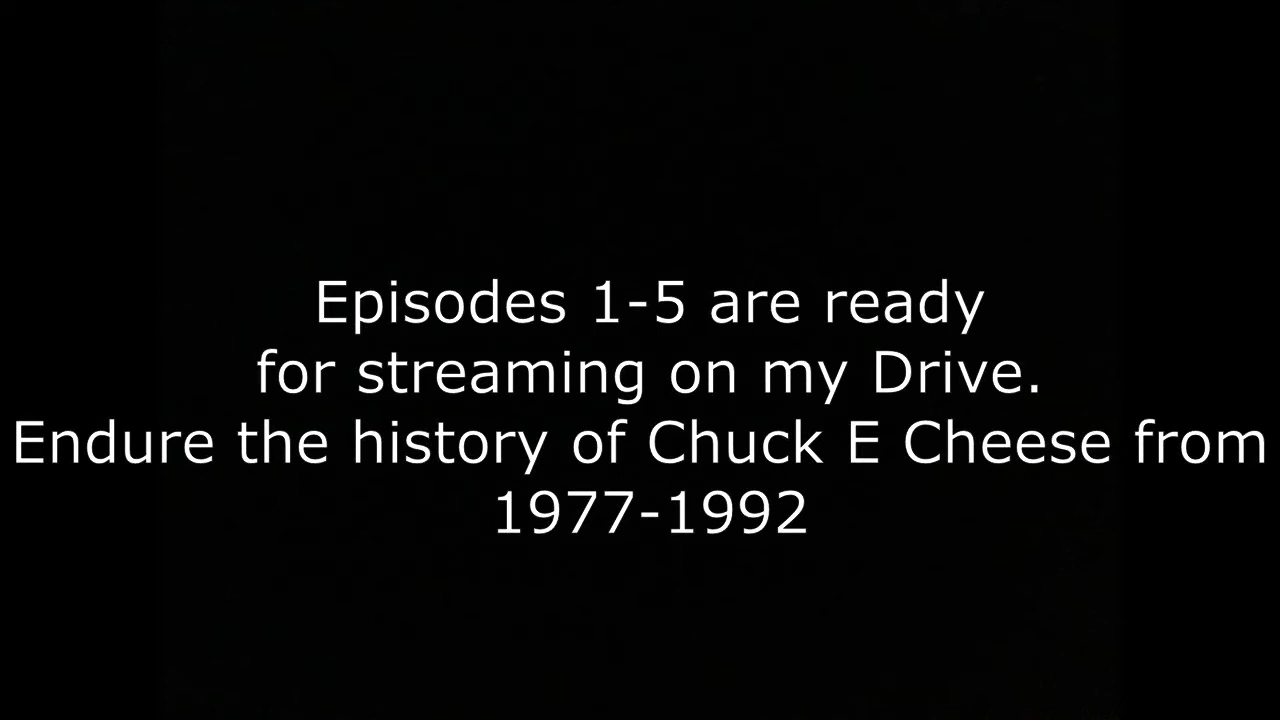 Episodes 1-5 are ready
for streaming on my Drive.
Endure the history of Chuck E Cheese from
1977-1992